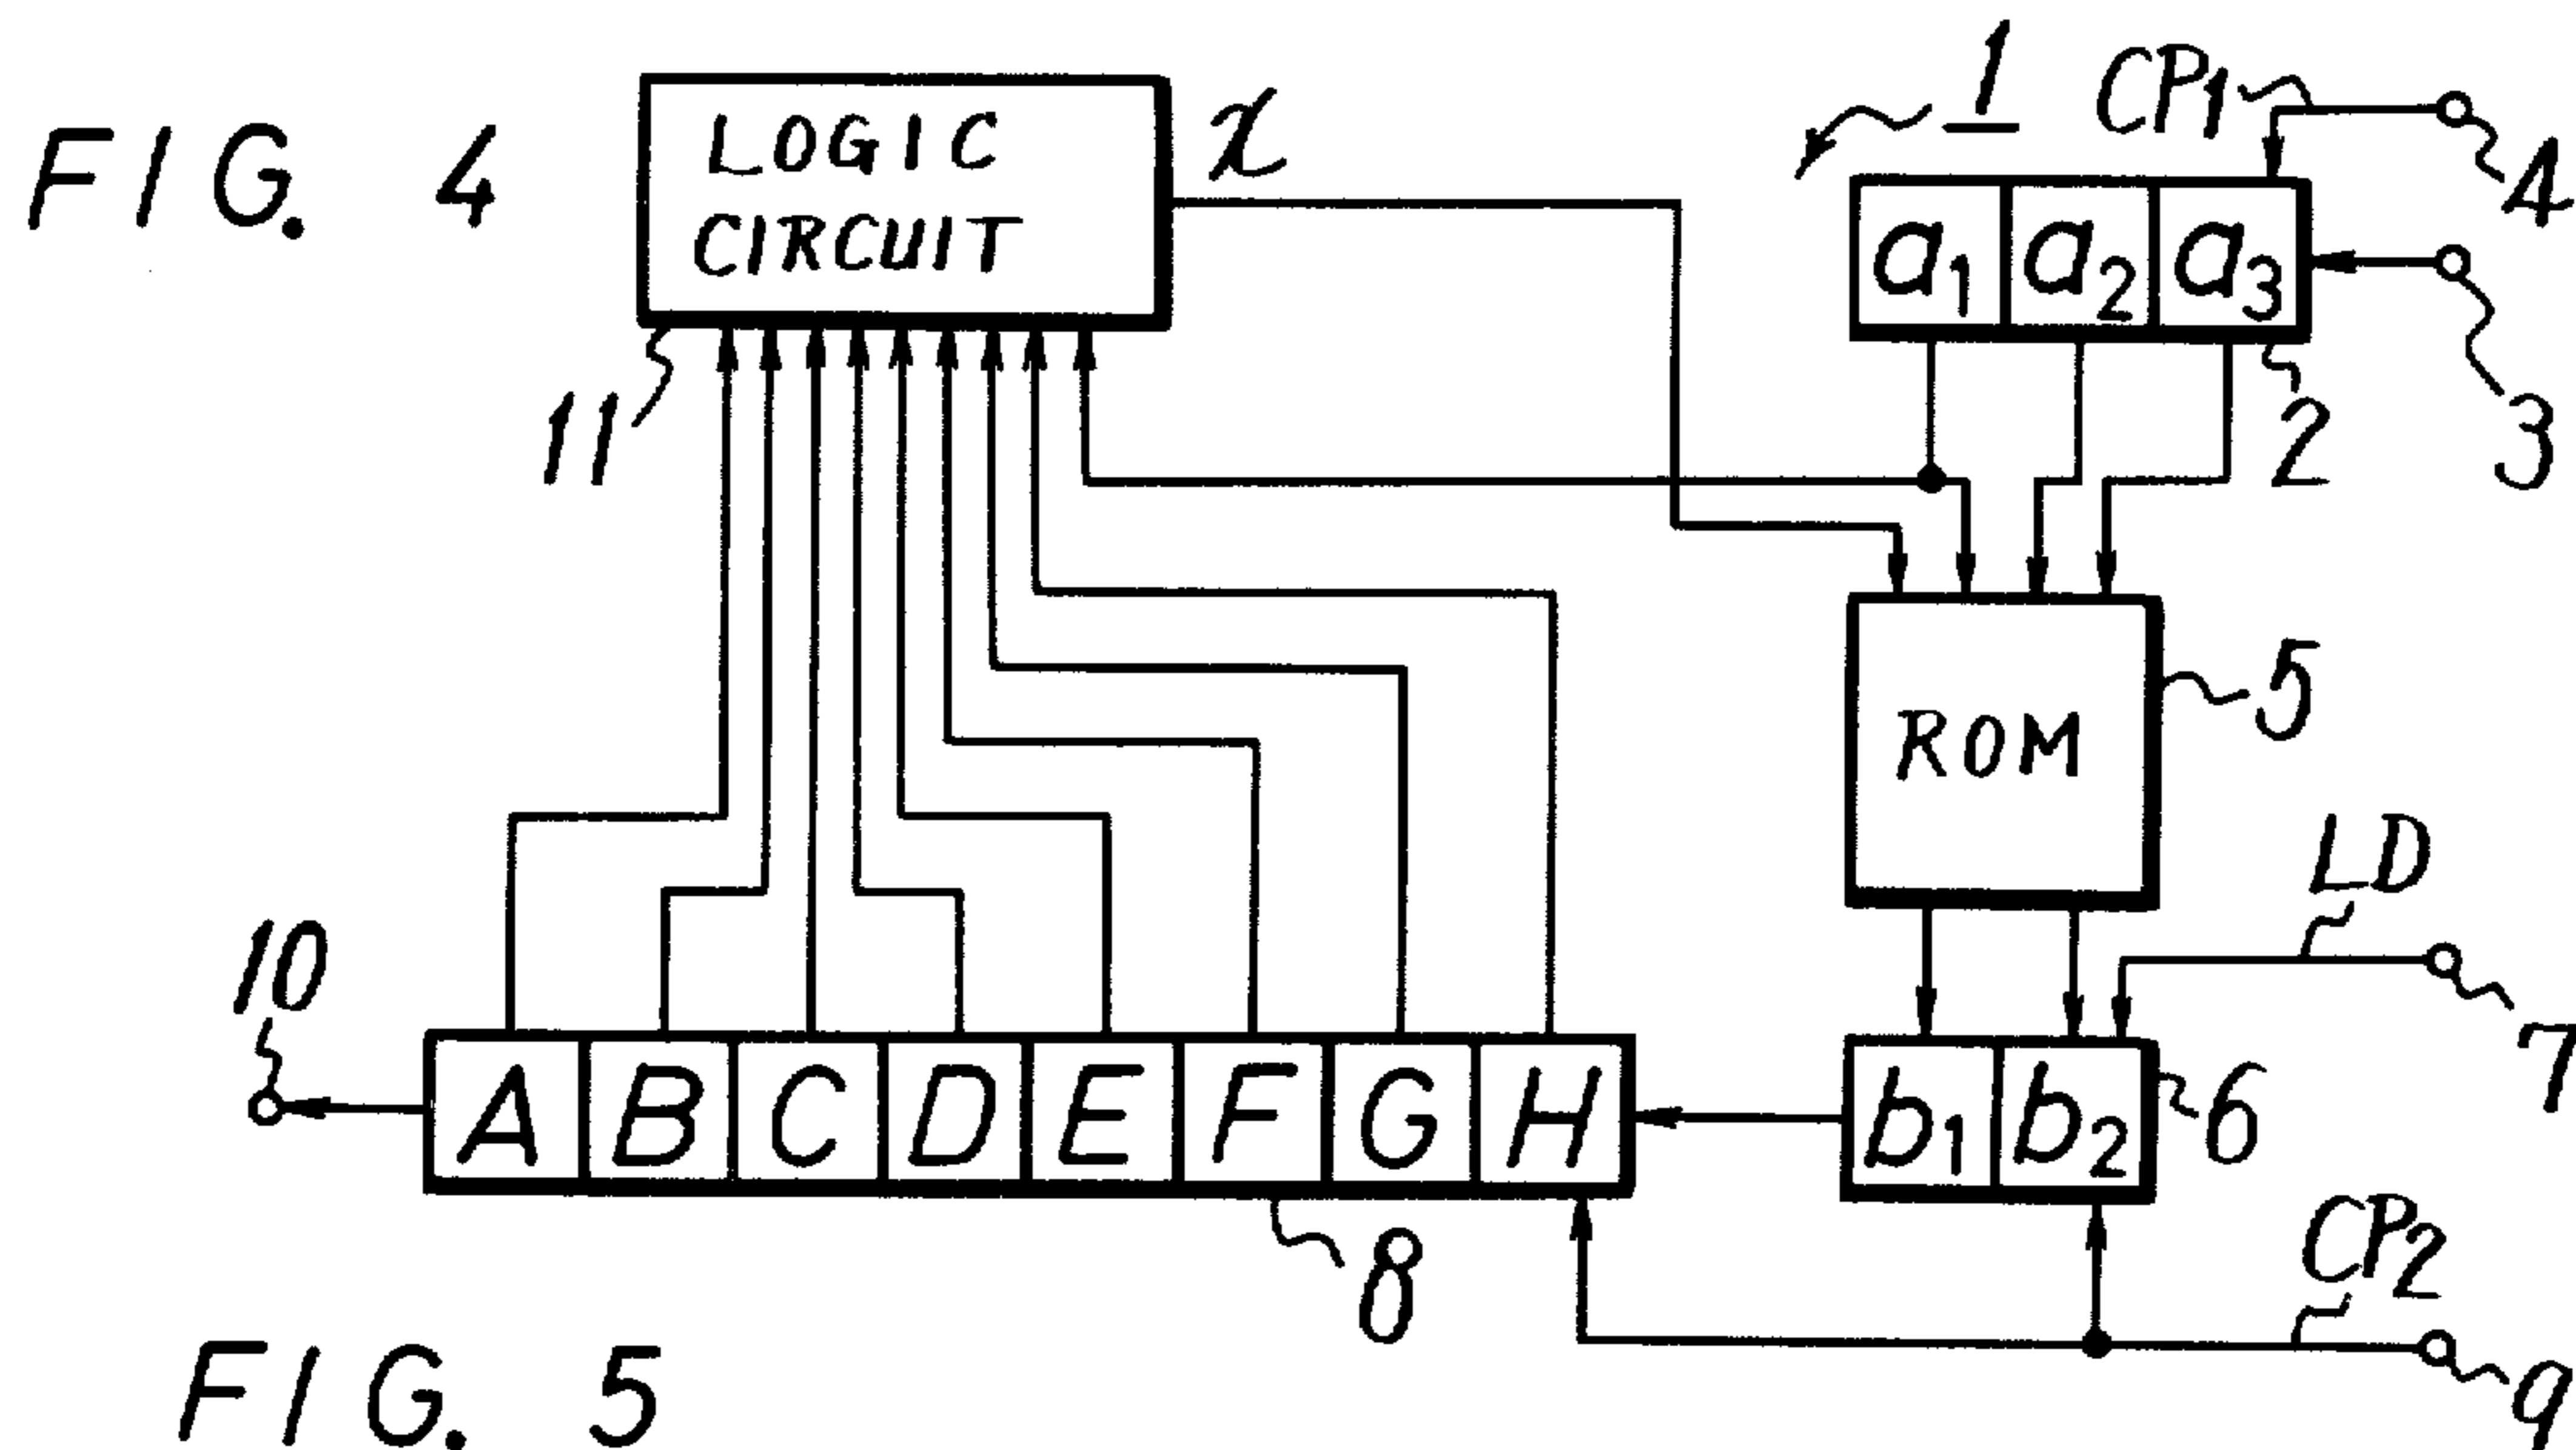 FIG. 4
LOGIC
CIRCUIT
x
1
CP1
4
a1 a2 a3
3
2
11
ROM
5
LD
7
10
A B C D E F G H
b1 b2
6
8
CP2
9
FIG. 5